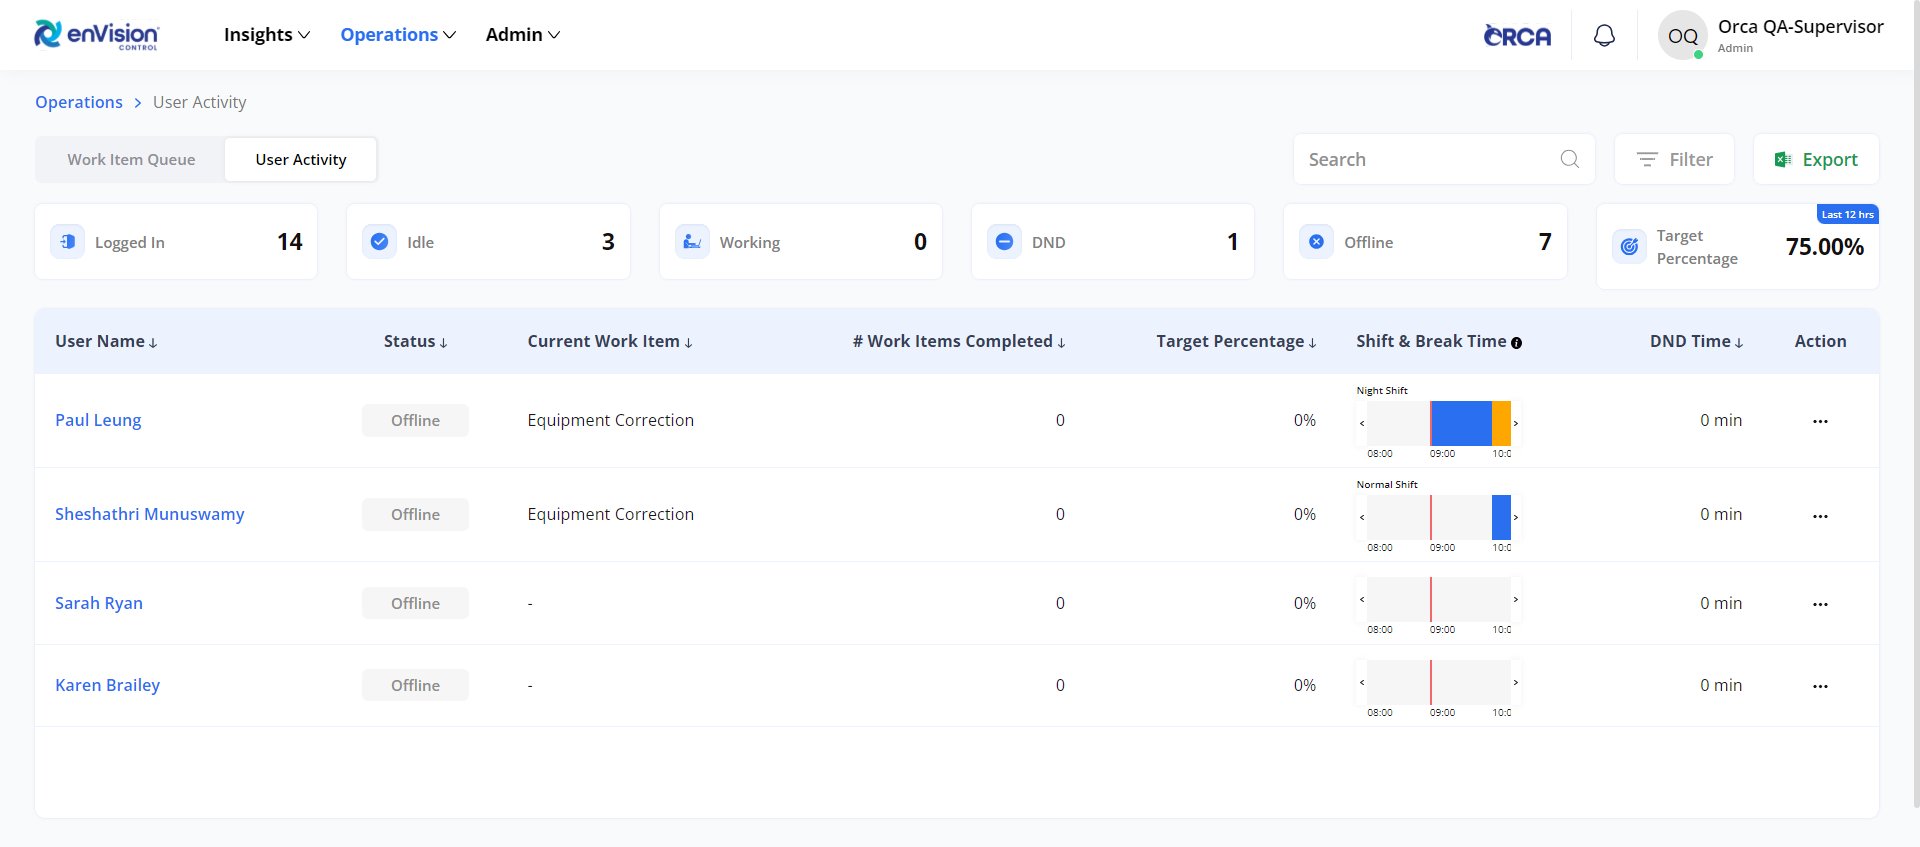 enVision CONTROL
Insights Operations Admin
ORCA
OQ
Orca QA-Supervisor
Admin
Operations > User Activity
Work Item Queue User Activity
Search
Filter
Export
Logged In 14
Idle 3
Working 0
DND 1
Offline 7
Last 12 hrs
Target Percentage 75.00%
User Name Status Current Work Item # Work Items Completed Target Percentage Shift & Break Time DND Time Action
Night Shift
Paul Leung Offline Equipment Correction 0 0% < > 0 min ...
08:00 09:00 10:0
Normal Shift
Sheshathri Munuswamy Offline Equipment Correction 0 0% < > 0 min ...
08:00 09:00 10:0
Sarah Ryan Offline - 0 0% < > 0 min ...
08:00 09:00 10:0
Karen Brailey Offline - 0 0% < > 0 min ...
08:00 09:00 10:0